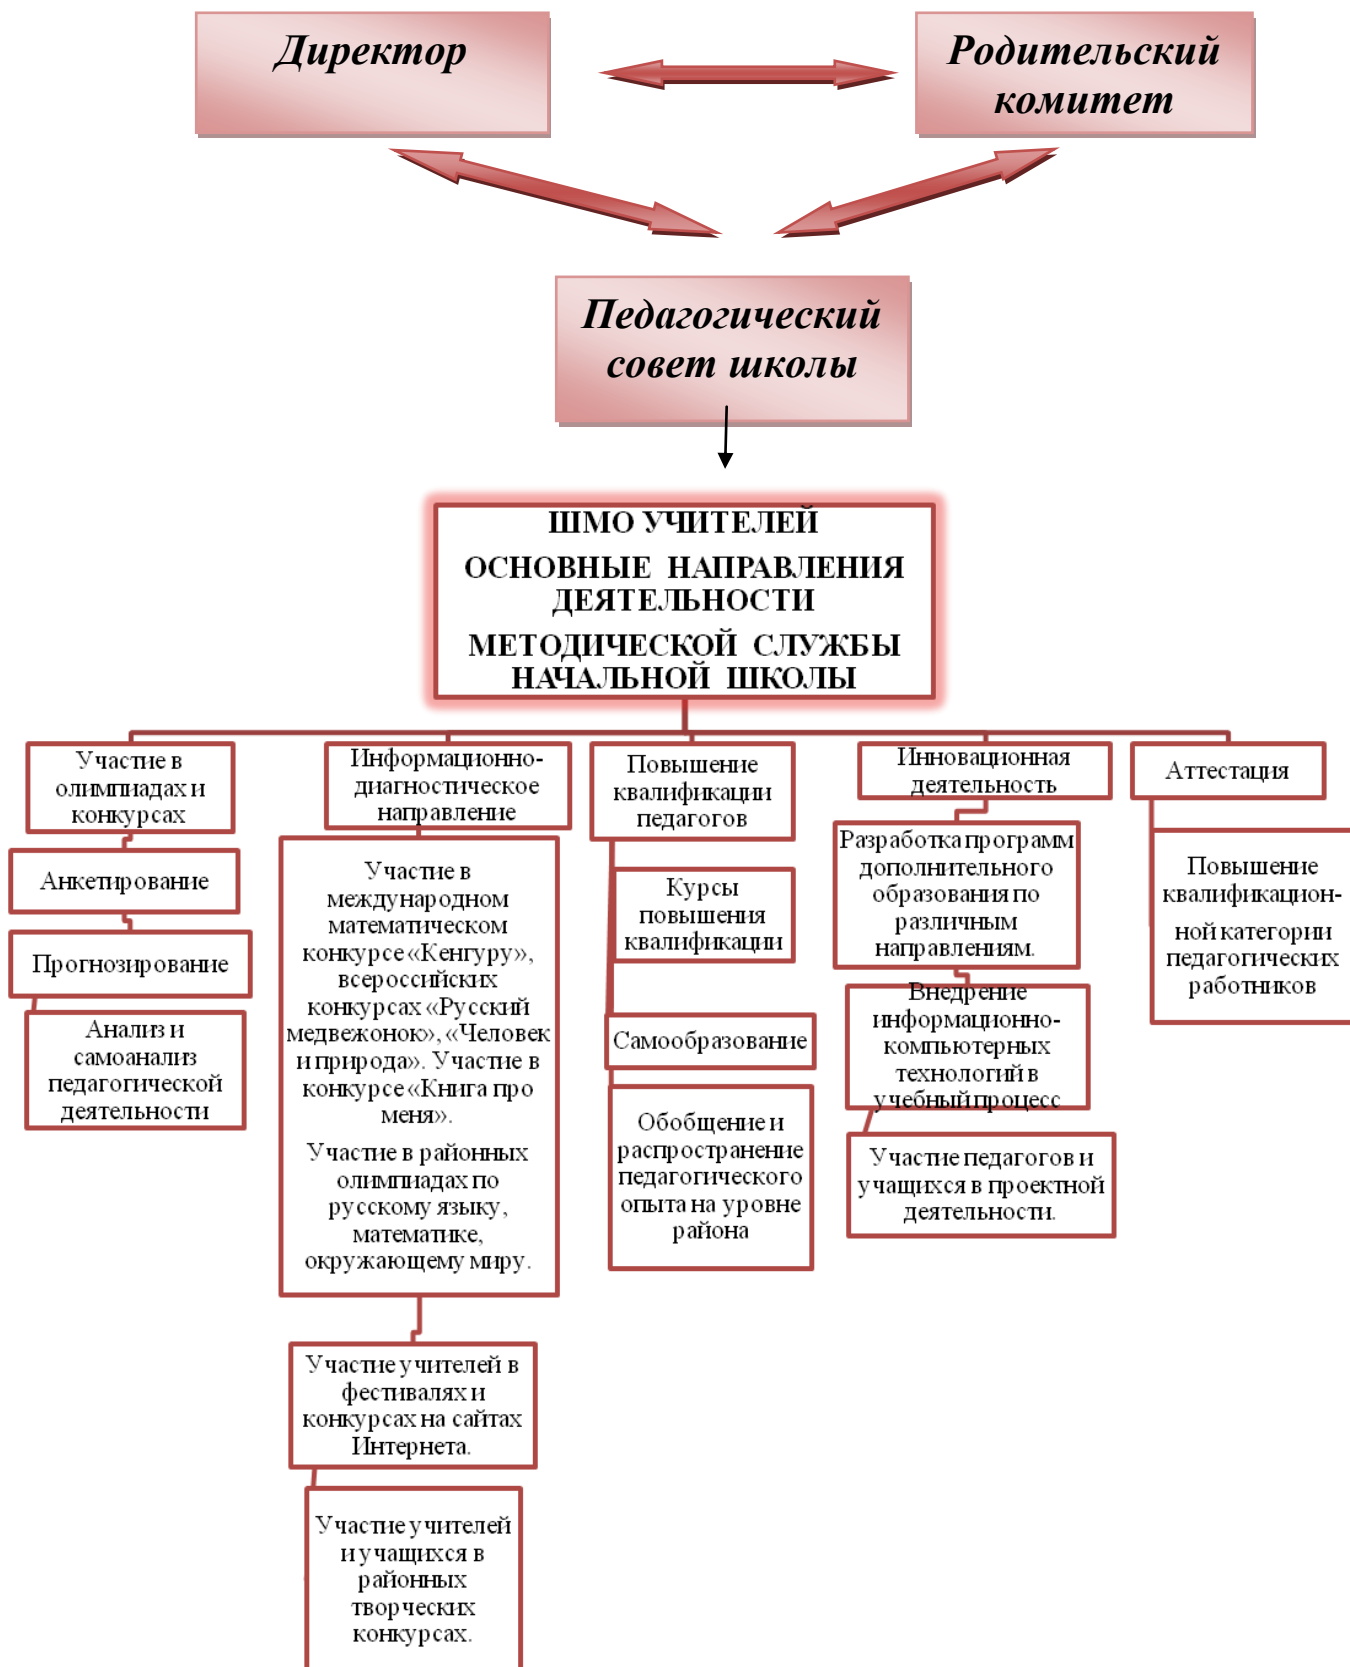 Директор
Родительский
комитет
Педагогический
совет школы
ШМО УЧИТЕЛЕЙ
ОСНОВНЫЕ НАПРАВЛЕНИЯ
ДЕЯТЕЛЬНОСТИ
МЕТОДИЧЕСКОЙ СЛУЖБЫ
НАЧАЛЬНОЙ ШКОЛЫ
Участие в
олимпиадах и
конкурсах
Анкетирование
Прогнозирование
Анализ и
самоанализ
педагогической
деятельности
Информационно-
диагностическое
направление
Участие в
международном
математическом
конкурсе «Кенгуру»,
всероссийских
конкурсах «Русский
медвежонок», «Человек
и природа». Участие в
конкурсе «Книга про
меня».
Участие в районных
олимпиадах по
русскому языку,
математике,
окружающему миру.
Участие учителей в
фестивалях и
конкурсах на сайтах
Интернета.
Участие учителей
и учащихся в
районных
творческих
конкурсах.
Повышение
квалификации
педагогов
Курсы
повышения
квалификации
Самообразование
Обобщение и
распространение
педагогического
опыта на уровне
района
Инновационная
деятельность
Разработка программ
дополнительного
образования по
различным
направлениям.
Внедрение
информационно-
компьютерных
технологий в
учебный процесс
Участие педагогов и
учащихся в проектной
деятельности.
Аттестация
Повышение
квалификацион-
ной категории
педагогических
работников